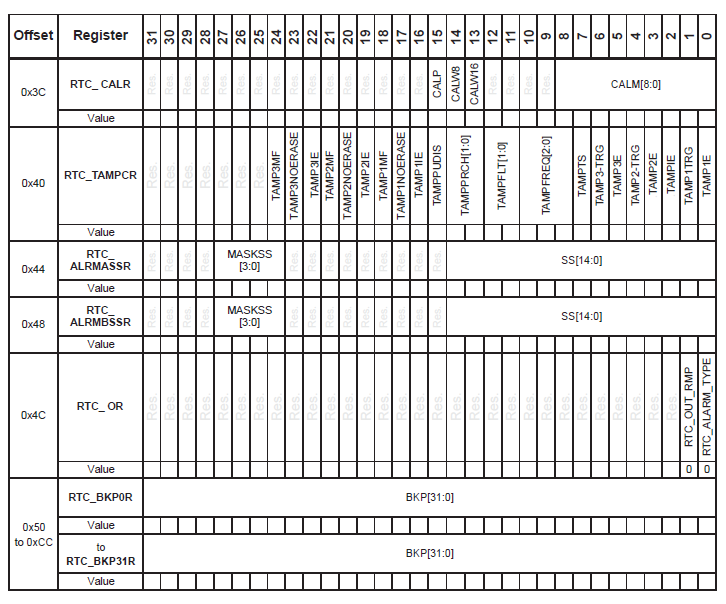 Offset Register 31 30 29 28 27 26 25 24 23 22 21 20 19 18 17 16 15 14 13 12 11 10 9 8 7 6 5 4 3 2 1 0
0x3C RTC_ CALR Res. Res. Res. Res. Res. Res. Res. Res. Res. Res. Res. Res. Res. Res. Res. Res. CALP CALW8 CALW16 Res. Res. Res. Res. CALM[8:0]
Value
0x40 RTC_TAMPCR Res. Res. Res. Res. Res. Res. Res. TAMP3MF TAMP3NOERASE TAMP3IE TAMP2MF TAMP2NOERASE TAMP2IE TAMP1MF TAMP1NOERASE TAMP1IE TAMPPUDIS TAMPPRCH[1:0] TAMPFLT[1:0] TAMPFREQ[2:0] TAMPTS TAMP3-TRG TAMP3E TAMP2-TRG TAMP2E TAMPIE TAMP1TRG TAMP1E
Value
0x44 RTC_
ALRMASSR Res. Res. Res. Res. MASKSS
[3:0] Res. Res. Res. Res. Res. Res. Res. Res. Res. SS[14:0]
Value
0x48 RTC_
ALRMBSSR Res. Res. Res. Res. MASKSS
[3:0] Res. Res. Res. Res. Res. Res. Res. Res. Res. SS[14:0]
Value
0x4C RTC_ OR Res. Res. Res. Res. Res. Res. Res. Res. Res. Res. Res. Res. Res. Res. Res. Res. Res. Res. Res. Res. Res. Res. Res. Res. Res. Res. Res. Res. Res. Res. RTC_OUT_RMP RTC_ALARM_TYPE
Value 0 0
0x50
to 0xCC RTC_BKP0R BKP[31:0]
Value
to
RTC_BKP31R BKP[31:0]
Value